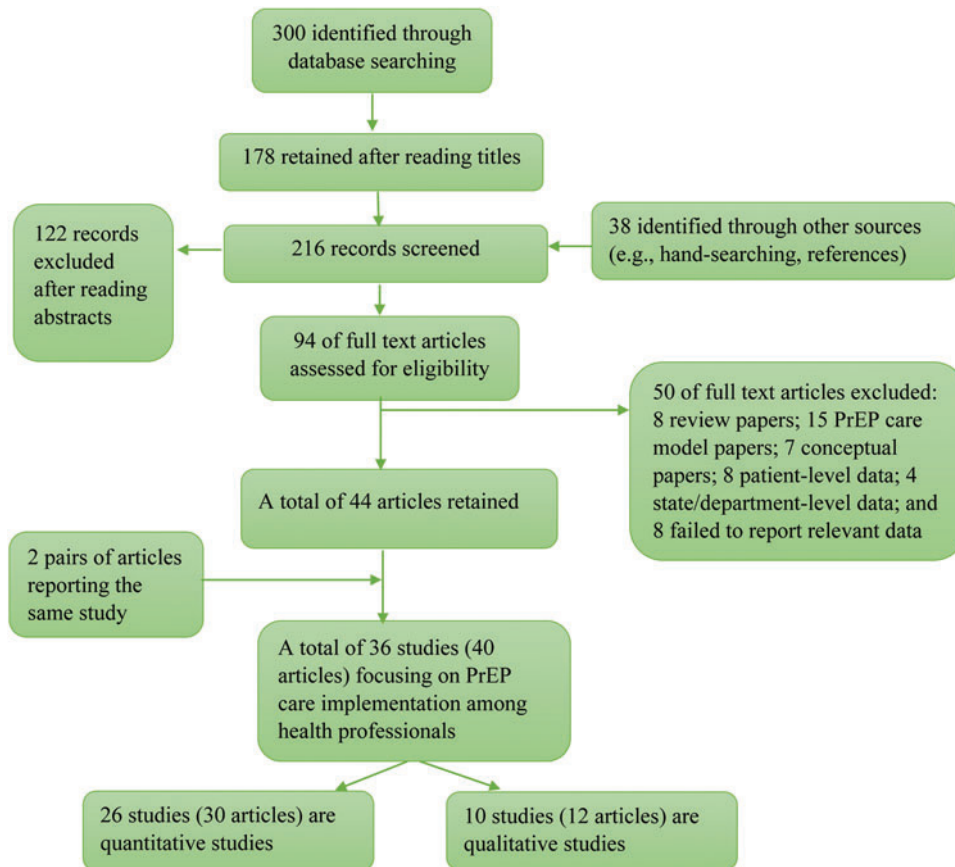 300 identified through
database searching
178 retained after reading titles
122 records
excluded
after reading
abstracts
216 records screened
38 identified through other sources
(e.g., hand-searching, references)
94 of full text articles
assessed for eligibility
50 of full text articles excluded:
8 review papers; 15 PrEP care
model papers; 7 conceptual
papers; 8 patient-level data; 4
state/department-level data; and
8 failed to report relevant data
A total of 44 articles retained
2 pairs of articles
reporting the
same study
A total of 36 studies (40
articles) focusing on PrEP
care implementation among
health professionals
26 studies (30 articles) are
quantitative studies
10 studies (12 articles) are
qualitative studies